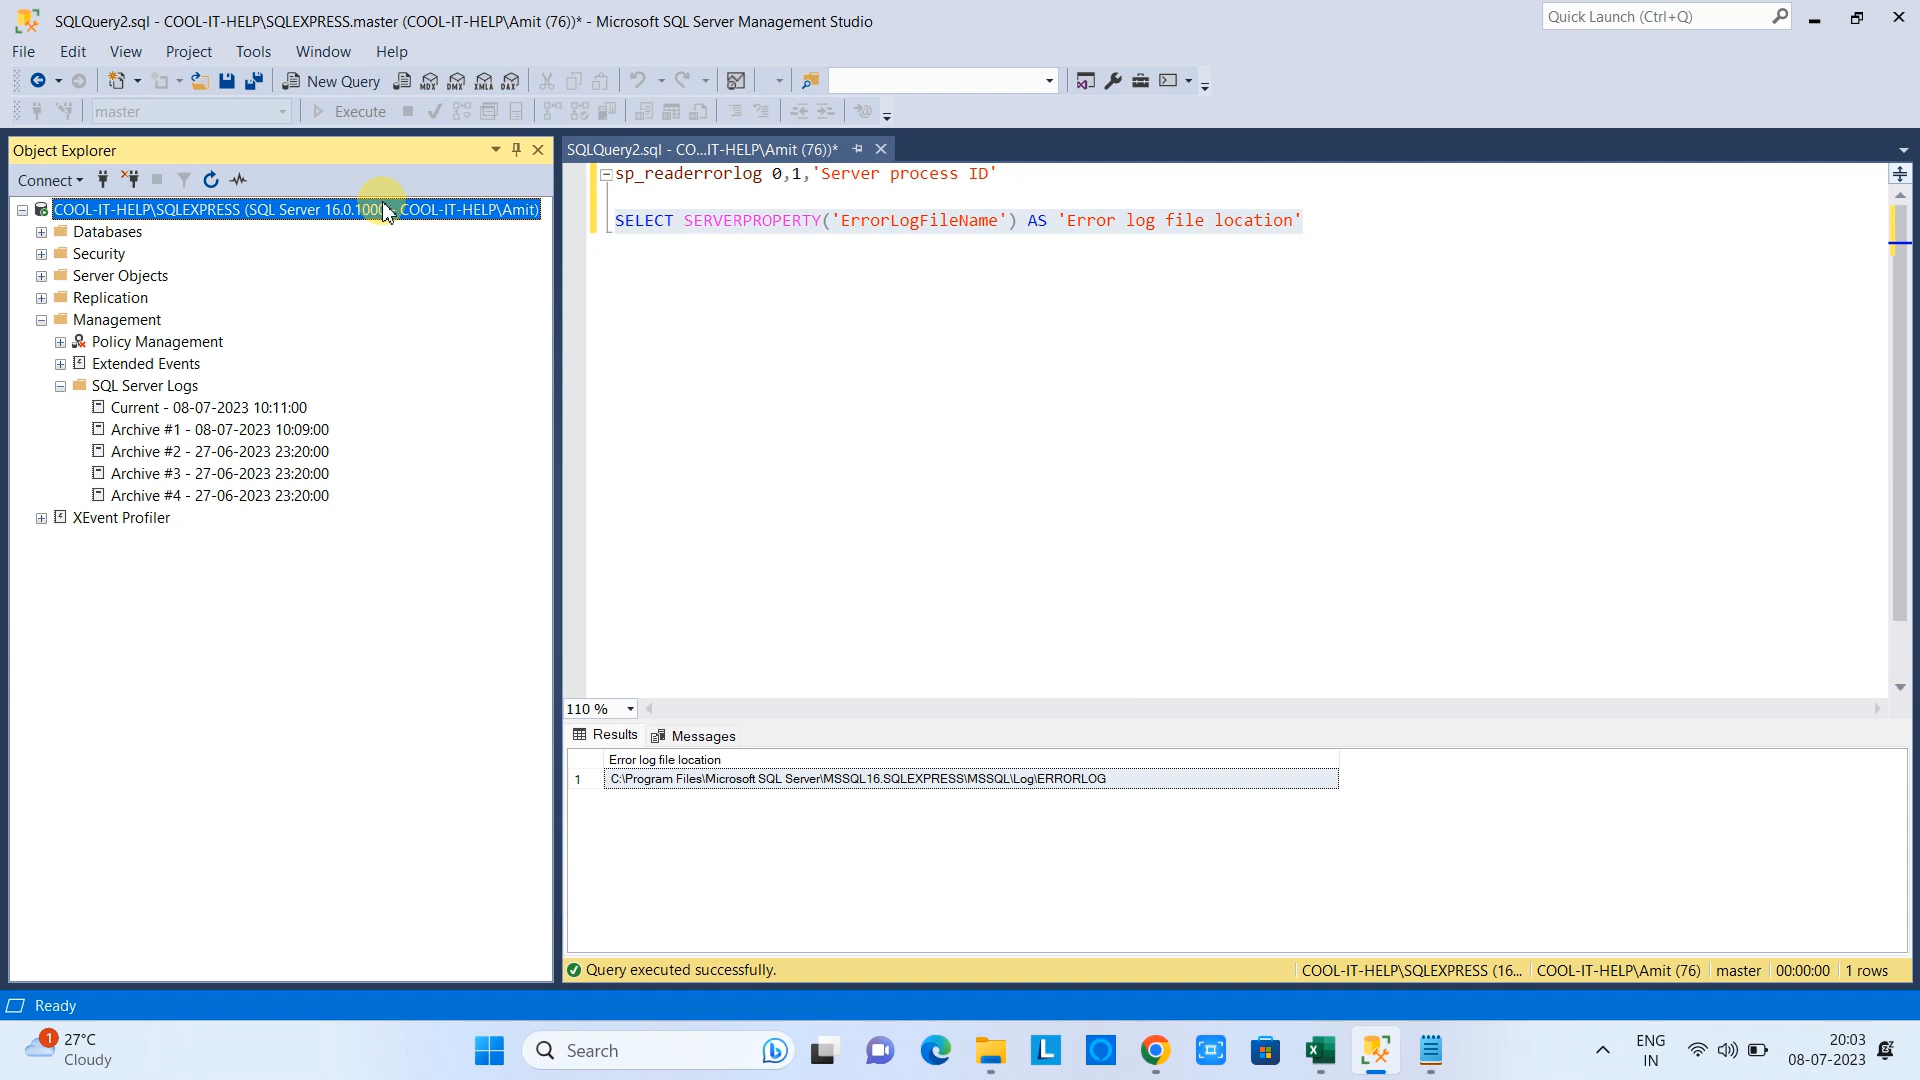 SQLQuery2.sql - COOL-IT-HELP\SQLEXPRESS.master (COOL-IT-HELP\Amit (76))* - Microsoft SQL Server Management Studio
Quick Launch (Ctrl+Q)
File Edit View Project Tools Window Help
New Query MDX DMX XMLA DAX
master Execute
Object Explorer
Connect
COOL-IT-HELP\SQLEXPRESS (SQL Server 16.0.1000 COOL-IT-HELP\Amit)
Databases
Security
Server Objects
Replication
Management
Policy Management
Extended Events
SQL Server Logs
Current - 08-07-2023 10:11:00
Archive #1 - 08-07-2023 10:09:00
Archive #2 - 27-06-2023 23:20:00
Archive #3 - 27-06-2023 23:20:00
Archive #4 - 27-06-2023 23:20:00
XEvent Profiler
SQLQuery2.sql - CO...IT-HELP\Amit (76))*
sp_readerrorlog 0,1,'Server process ID'
SELECT SERVERPROPERTY('ErrorLogFileName') AS 'Error log file location'
110 %
Results Messages
Error log file location
1 C:\Program Files\Microsoft SQL Server\MSSQL16.SQLEXPRESS\MSSQL\Log\ERRORLOG
Query executed successfully. COOL-IT-HELP\SQLEXPRESS (16... COOL-IT-HELP\Amit (76) master 00:00:00 1 rows
Ready
1 27°C
Cloudy
Search
L
ENG
IN
20:03
08-07-2023